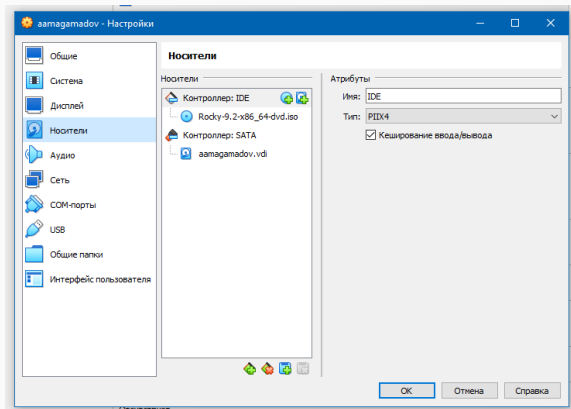 aamagamadov - Настройки
Общие
Система
Дисплей
Носители
Аудио
Сеть
COM-порты
USB
Общие папки
Интерфейс пользователя
Носители
Носители
Контроллер: IDE
Rocky-9.2-x86_64-dvd.iso
Контроллер: SATA
aamagamadov.vdi
Атрибуты
Имя: IDE
Тип: PIIX4
Кеширование ввода/вывода
OK Отмена Справка